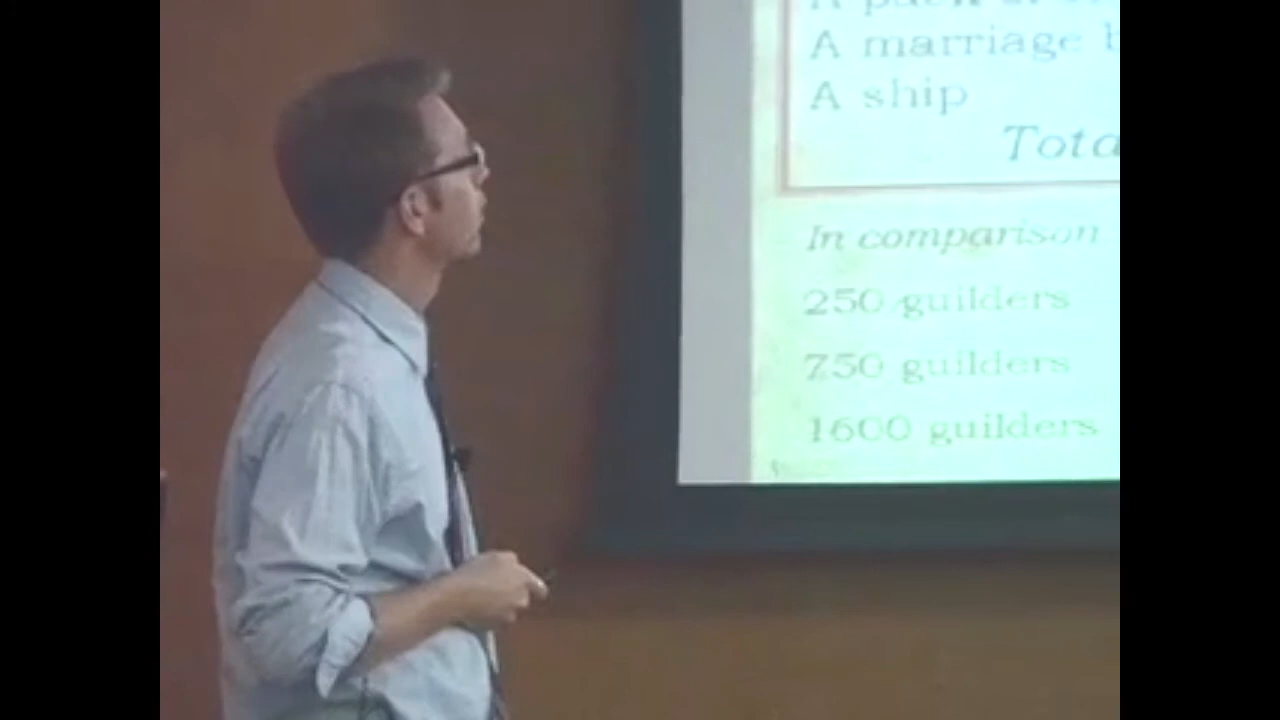 A
A marriage
A ship
Tota
In comparison
250 guilders
750 guilders
1600 guilders